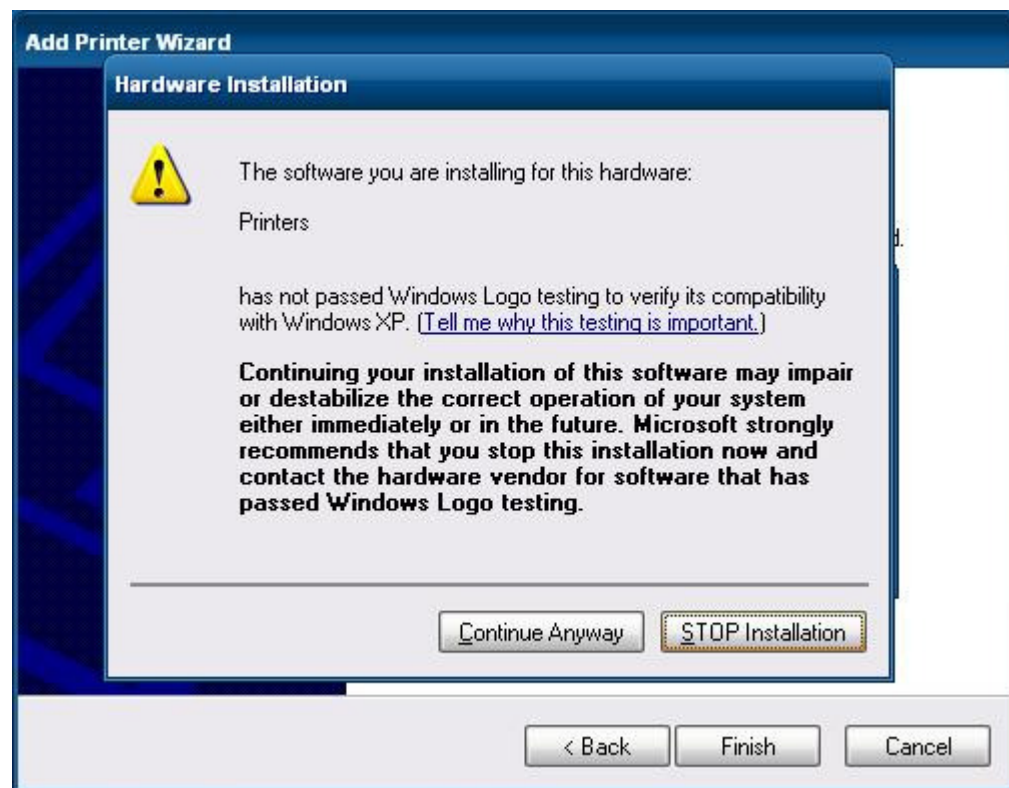 Add Printer Wizard
Hardware Installation
The software you are installing for this hardware:
Printers
d.
has not passed Windows Logo testing to verify its compatibility
with Windows XP. (Tell me why this testing is important.)
Continuing your installation of this software may impair
or destabilize the correct operation of your system
either immediately or in the future. Microsoft strongly
recommends that you stop this installation now and
contact the hardware vendor for software that has
passed Windows Logo testing.
Continue Anyway
STOP Installation
< Back
Finish
Cancel